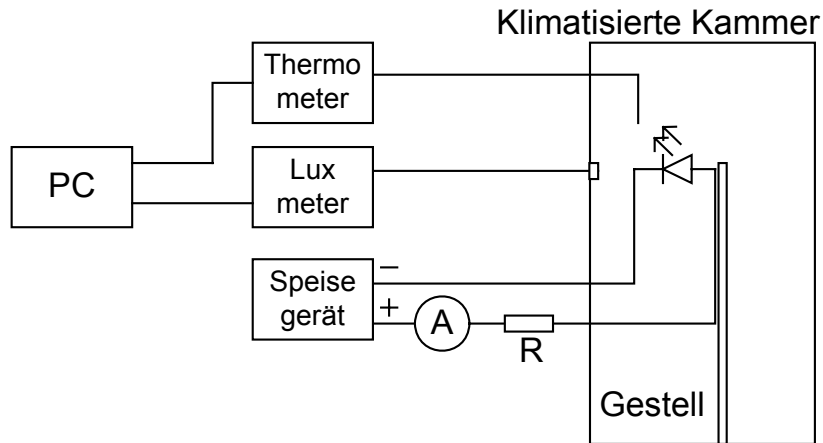 Klimatisierte Kammer
Thermo
meter
PC
Lux
meter
Speise
gerät
−
+
A
R
Gestell